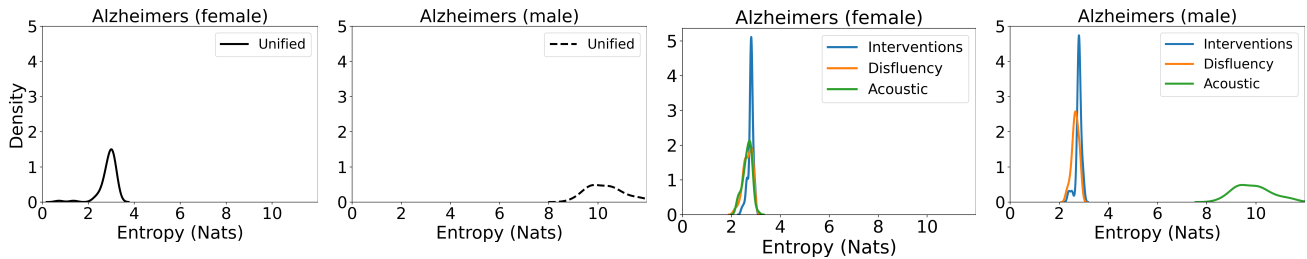 Alzheimers (female)
5
4
3
2
1
0
Density
Unified
0 2 4 6 8 10
Entropy (Nats)
Alzheimers (male)
5
4
3
2
1
0
Unified
0 2 4 6 8 10
Entropy (Nats)
Alzheimers (female)
5
4
3
2
1
0
Interventions
Disfluency
Acoustic
0 2 4 6 8 10
Entropy (Nats)
Alzheimers (male)
5
4
3
2
1
0
Interventions
Disfluency
Acoustic
0 2 4 6 8 10
Entropy (Nats)